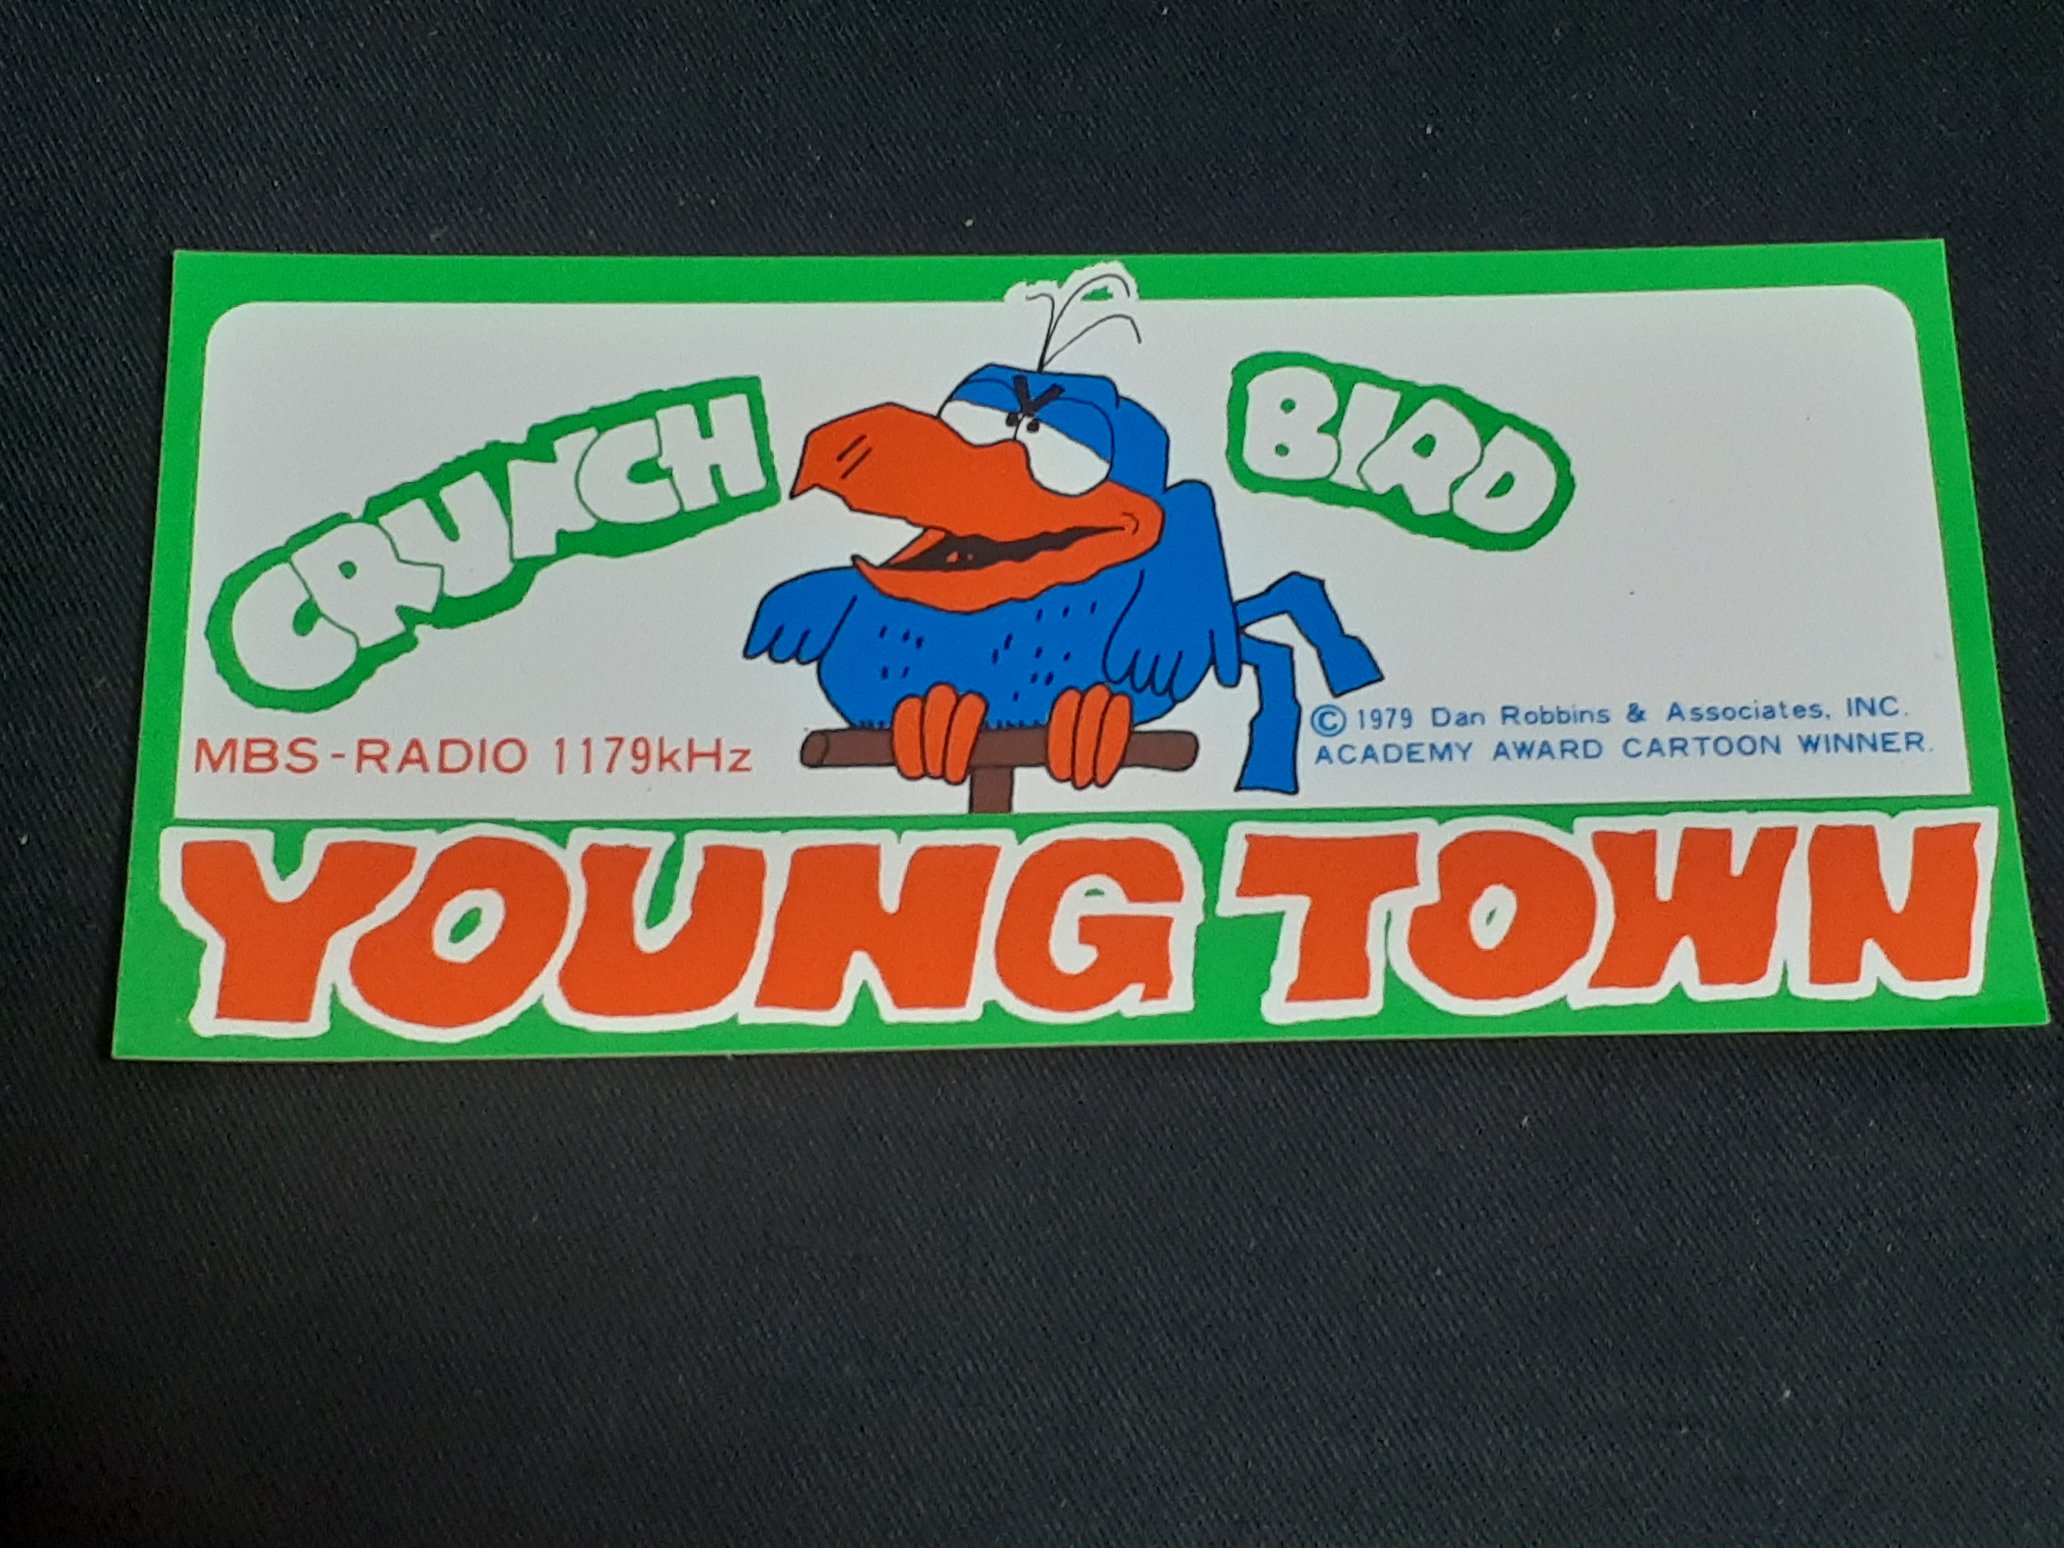 CRUNCH BIRD
MBS-RADIO 1179kHz
© 1979 Dan Robbins & Associates, INC.
ACADEMY AWARD CARTOON WINNER.
YOUNG TOWN